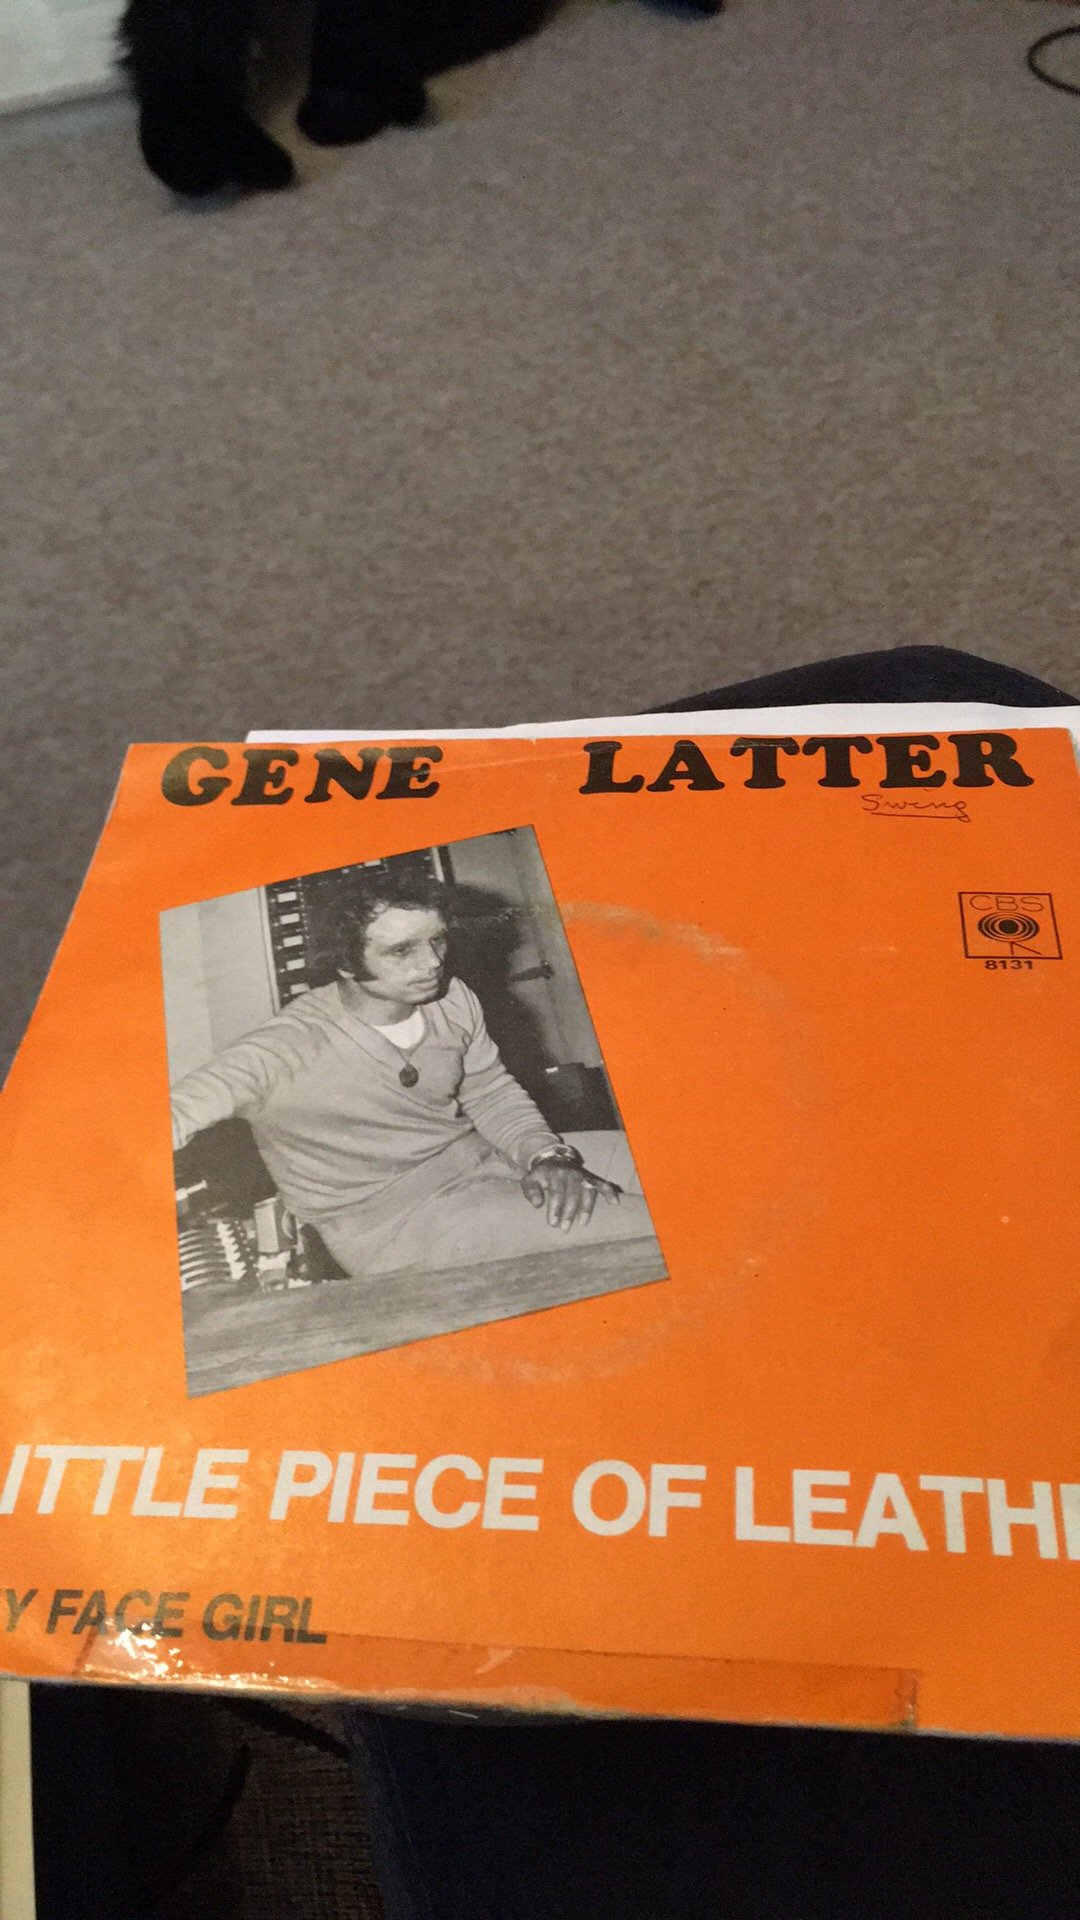 GENE LATTER
Swing
CBS
8131
ITTLE PIECE OF LEATH
Y FACE GIRL